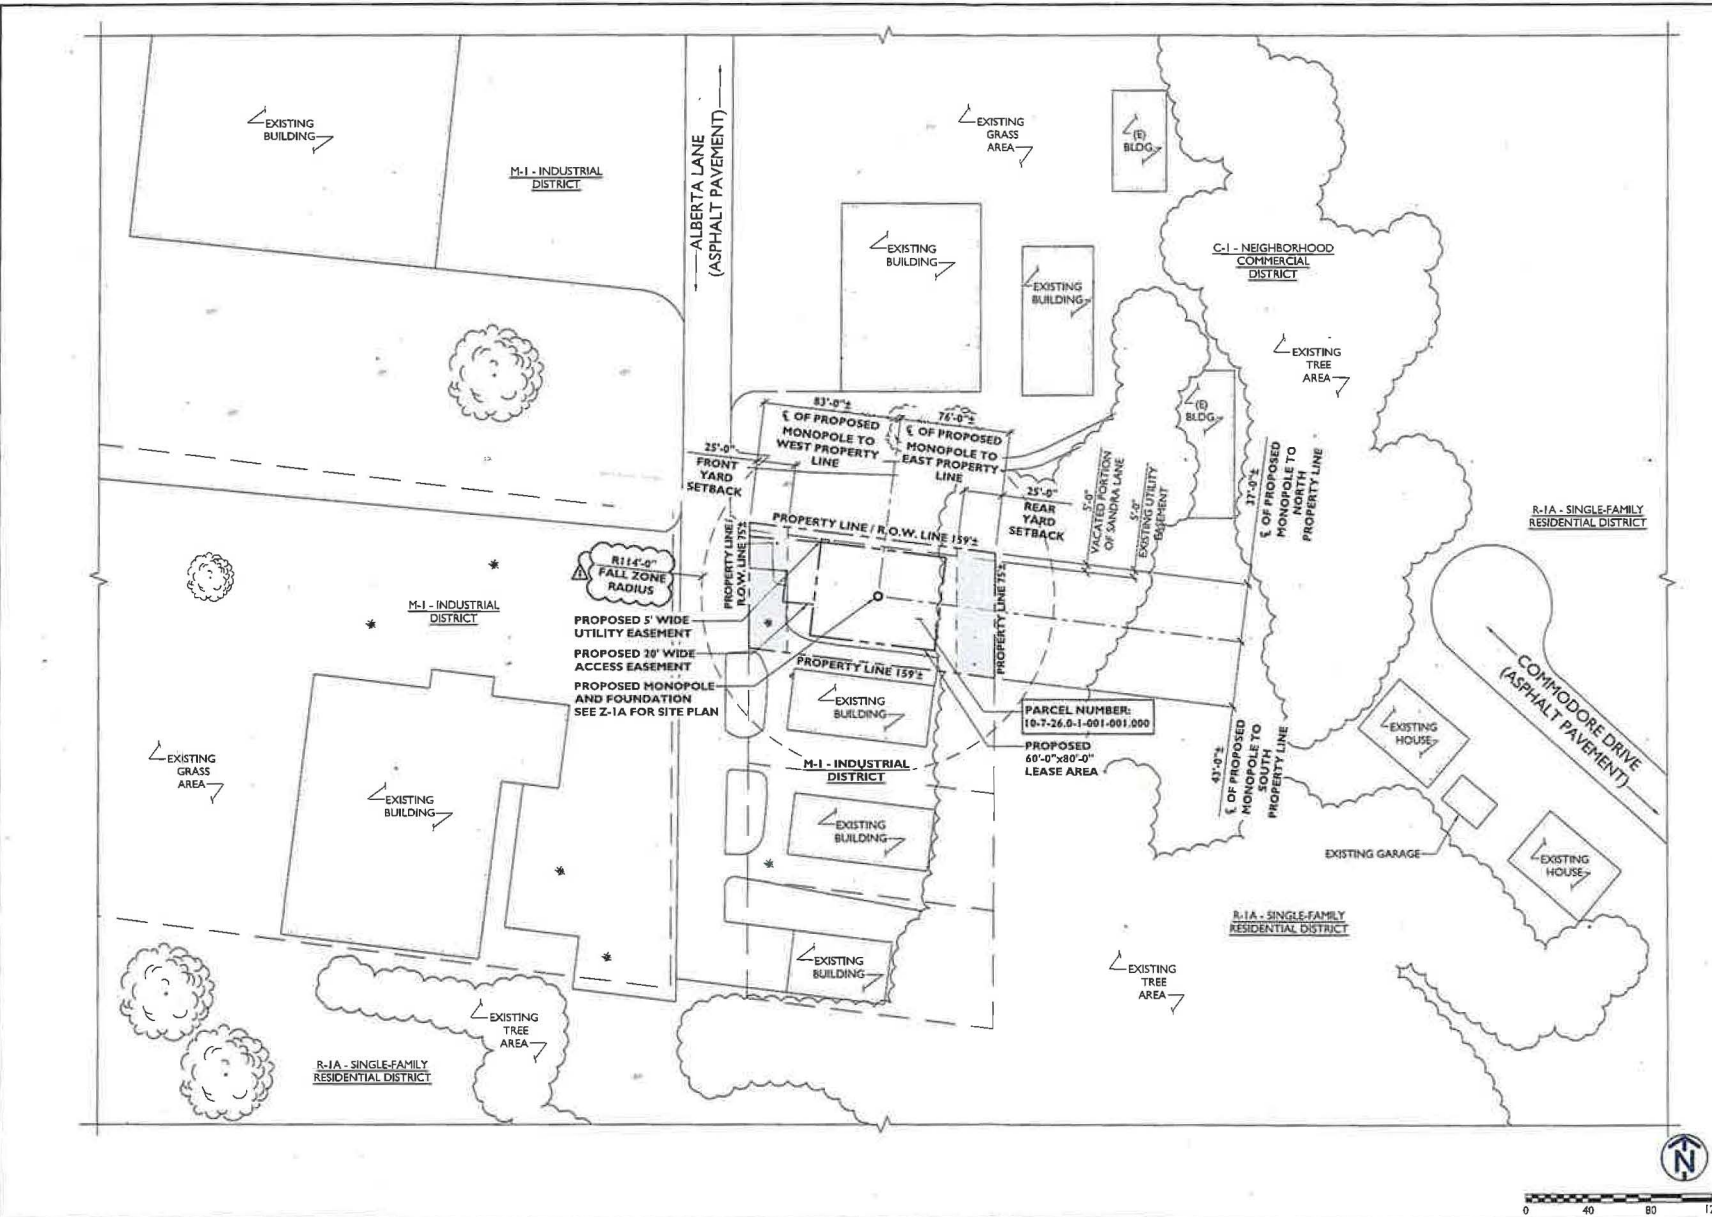 EXISTING
BUILDING
M-1 - INDUSTRIAL
DISTRICT
ALBERTA LANE
(ASPHALT PAVEMENT)
EXISTING
GRASS
AREA
(E)
BLDG.
EXISTING
BUILDING
EXISTING
BUILDING
C-1 - NEIGHBORHOOD
COMMERCIAL
DISTRICT
EXISTING
TREE
AREA
(E)
BLDG.
83'-0"±
℄ OF PROPOSED
MONOPOLE TO
WEST PROPERTY
LINE
76'-0"±
℄ OF PROPOSED
MONOPOLE TO
EAST PROPERTY
LINE
25'-0"
FRONT
YARD
SETBACK
25'-0"
REAR
YARD
SETBACK
5'-0"
VACATED PORTION
OF SANDRA LANE
5'-0"
EXISTING UTILITY
EASEMENT
37'-0"±
℄ OF PROPOSED
MONOPOLE TO
NORTH
PROPERTY LINE
R-1A - SINGLE-FAMILY
RESIDENTIAL DISTRICT
PROPERTY LINE / R.O.W. LINE 159'±
PROPERTY LINE /
R.O.W. LINE 75'±
PROPERTY LINE 75'±
R114'-0"
FALL ZONE
RADIUS
M-1 - INDUSTRIAL
DISTRICT
PROPOSED 5' WIDE
UTILITY EASEMENT
PROPOSED 20' WIDE
ACCESS EASEMENT
PROPOSED MONOPOLE
AND FOUNDATION
SEE Z-1A FOR SITE PLAN
PROPERTY LINE 159'±
EXISTING
BUILDING
PARCEL NUMBER:
10-7-26.0-1-001-001.000
PROPOSED
60'-0"x80'-0"
LEASE AREA
M-1 - INDUSTRIAL
DISTRICT
43'-0"±
℄ OF PROPOSED
MONOPOLE TO
SOUTH
PROPERTY LINE
COMMODORE DRIVE
(ASPHALT PAVEMENT)
EXISTING
HOUSE
EXISTING
GRASS
AREA
EXISTING
BUILDING
EXISTING
BUILDING
EXISTING GARAGE
EXISTING
HOUSE
R-1A - SINGLE-FAMILY
RESIDENTIAL DISTRICT
EXISTING
BUILDING
EXISTING
TREE
AREA
EXISTING
TREE
AREA
R-1A - SINGLE-FAMILY
RESIDENTIAL DISTRICT
N
0 40 80